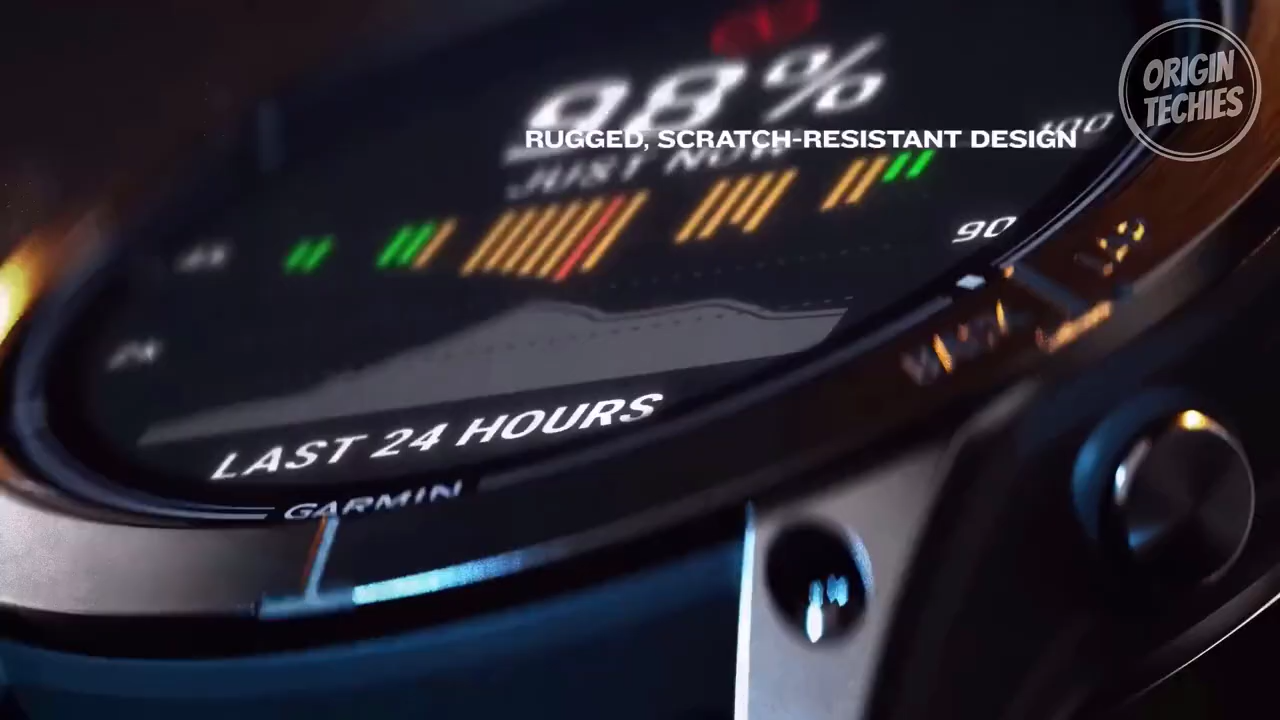 ORIGIN
TECHIES
98%
RUGGED, SCRATCH-RESISTANT DESIGN
100
JUST NOW
90
LAST 24 HOURS
GARMIN